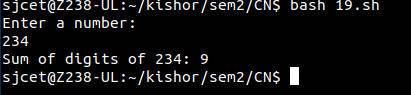 sjcet@Z238-UL:~/kishor/sem2/CN$ bash 19.sh
Enter a number:
234
Sum of digits of 234: 9
sjcet@Z238-UL:~/kishor/sem2/CN$